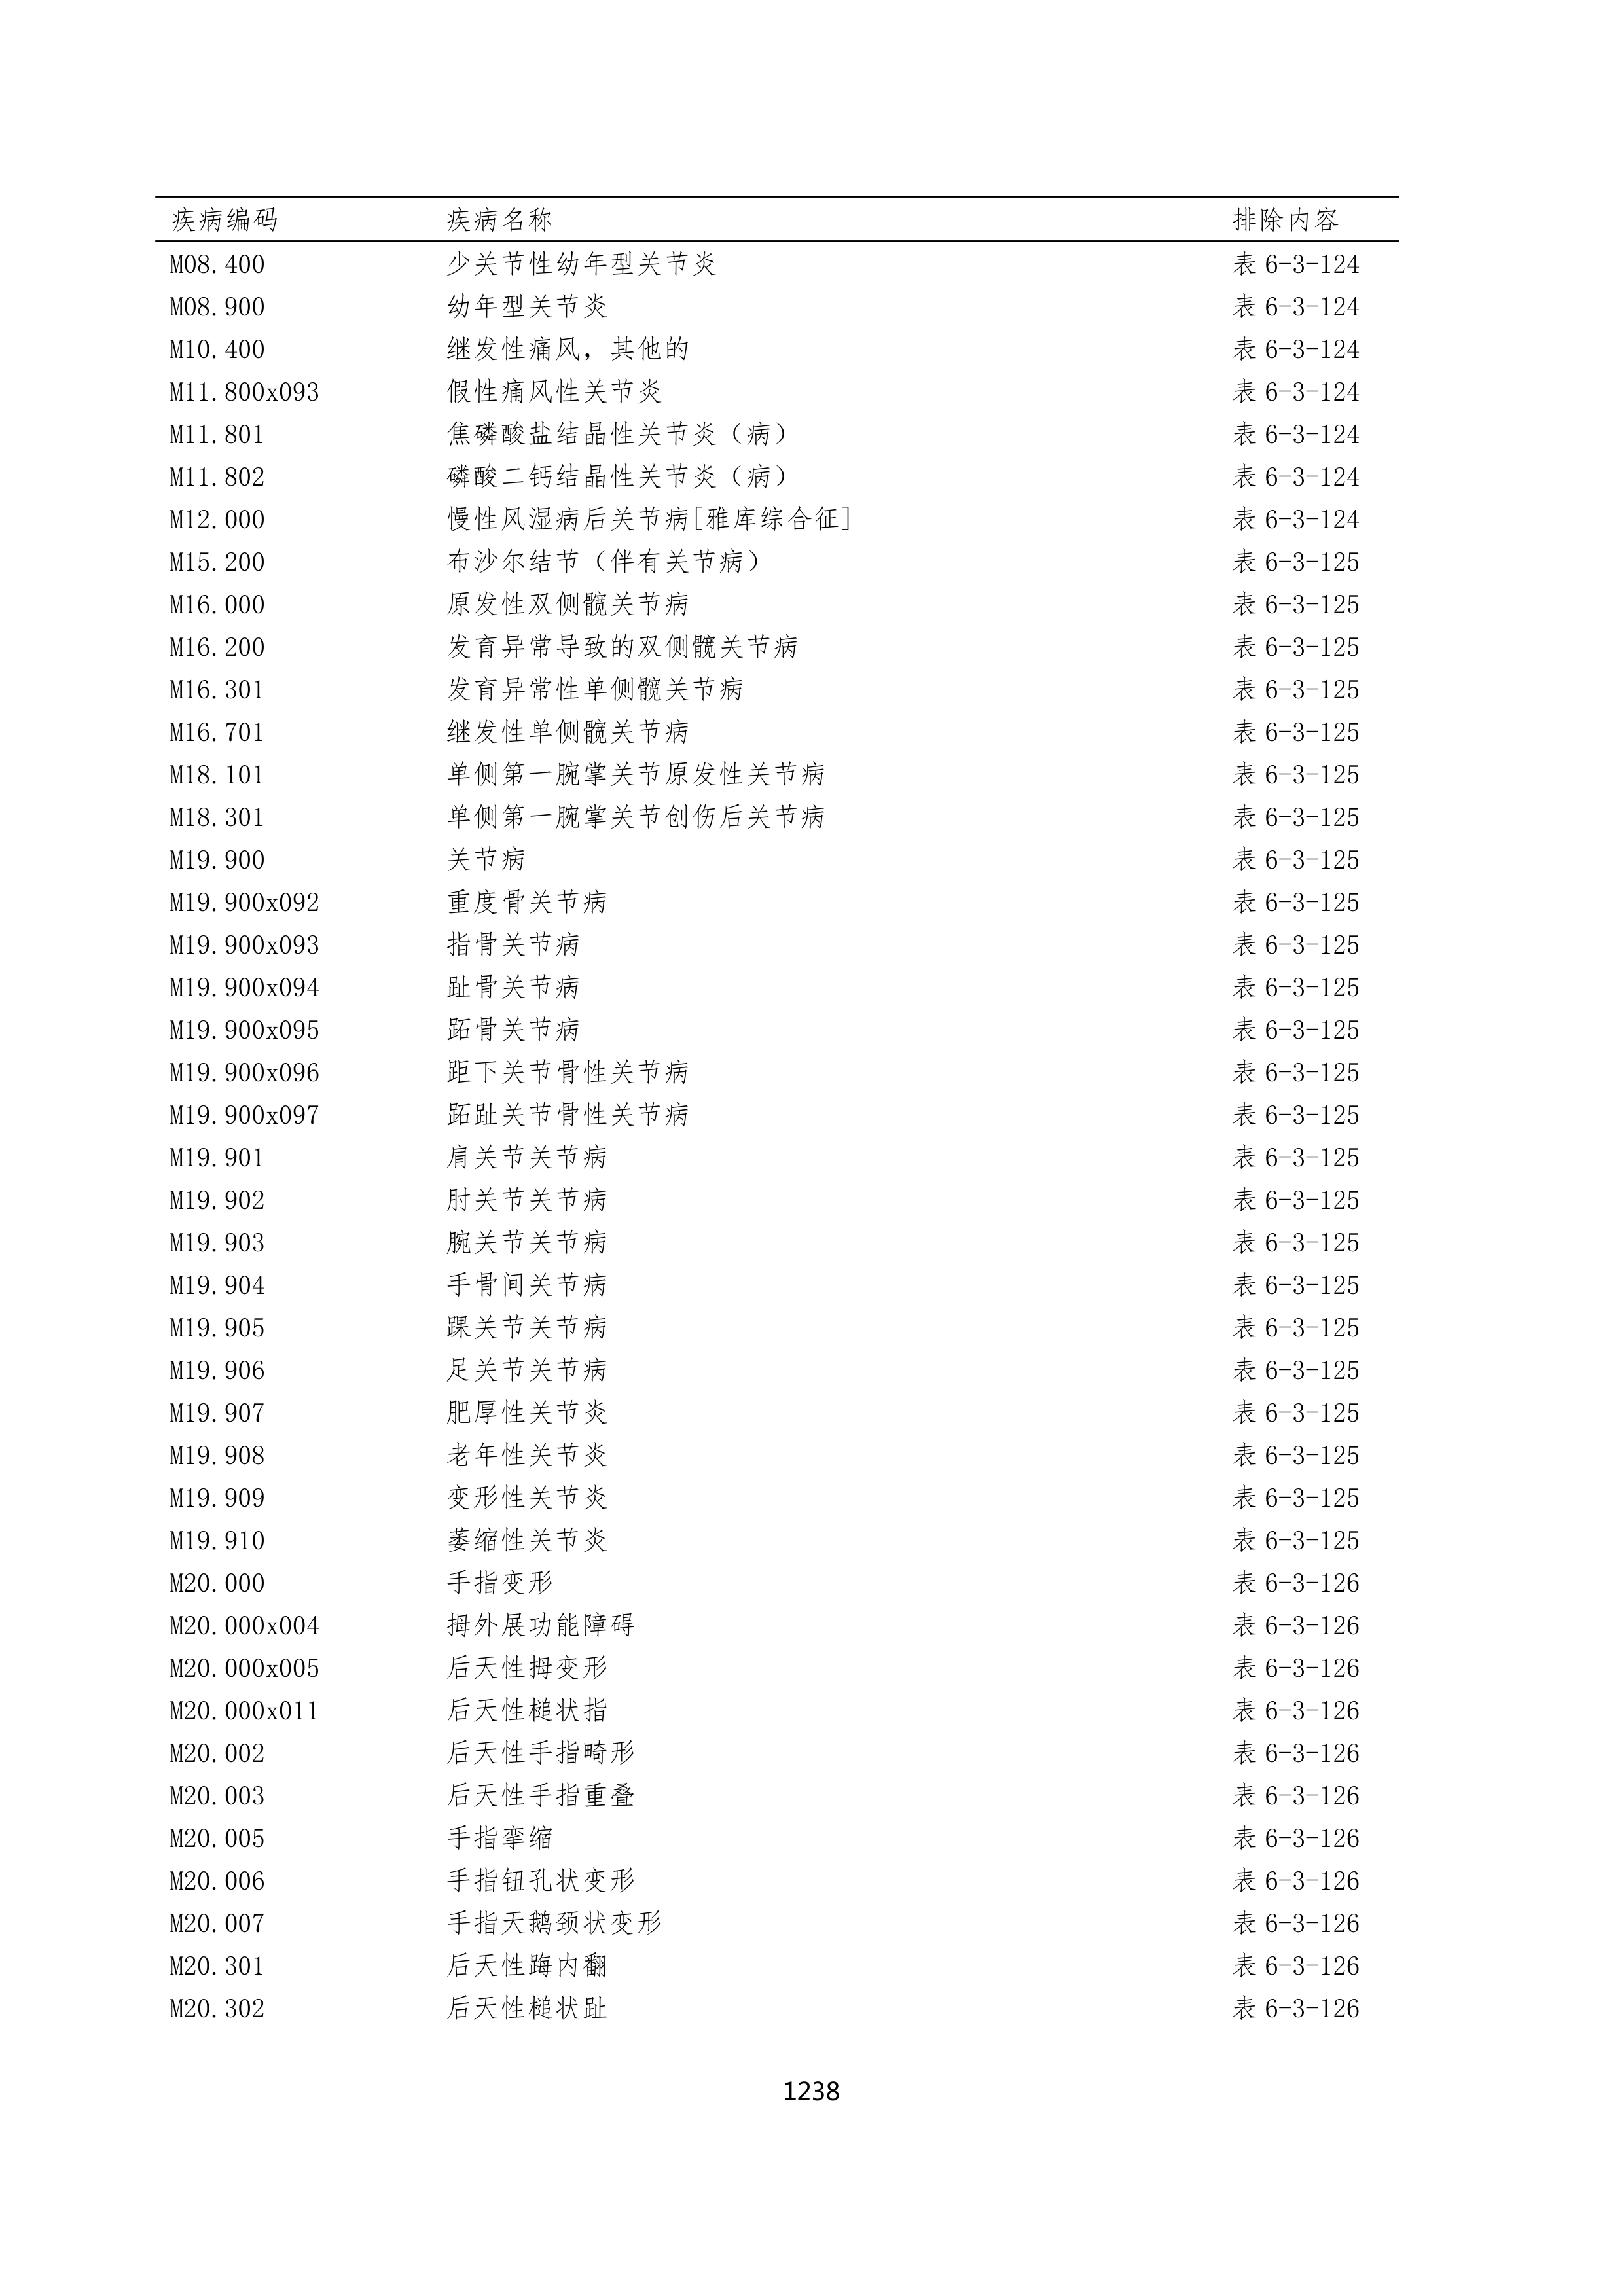 疾病编码 疾病名称 排除内容
M08.400 少关节性幼年型关节炎 表 6-3-124
M08.900 幼年型关节炎 表 6-3-124
M10.400 继发性痛风，其他的 表 6-3-124
M11.800x093 假性痛风性关节炎 表 6-3-124
M11.801 焦磷酸盐结晶性关节炎（病） 表 6-3-124
M11.802 磷酸二钙结晶性关节炎（病） 表 6-3-124
M12.000 慢性风湿病后关节病[雅库综合征] 表 6-3-124
M15.200 布沙尔结节（伴有关节病） 表 6-3-125
M16.000 原发性双侧髋关节病 表 6-3-125
M16.200 发育异常导致的双侧髋关节病 表 6-3-125
M16.301 发育异常性单侧髋关节病 表 6-3-125
M16.701 继发性单侧髋关节病 表 6-3-125
M18.101 单侧第一腕掌关节原发性关节病 表 6-3-125
M18.301 单侧第一腕掌关节创伤后关节病 表 6-3-125
M19.900 关节病 表 6-3-125
M19.900x092 重度骨关节病 表 6-3-125
M19.900x093 指骨关节病 表 6-3-125
M19.900x094 趾骨关节病 表 6-3-125
M19.900x095 跖骨关节病 表 6-3-125
M19.900x096 距下关节骨性关节病 表 6-3-125
M19.900x097 跖趾关节骨性关节病 表 6-3-125
M19.901 肩关节关节病 表 6-3-125
M19.902 肘关节关节病 表 6-3-125
M19.903 腕关节关节病 表 6-3-125
M19.904 手骨间关节病 表 6-3-125
M19.905 踝关节关节病 表 6-3-125
M19.906 足关节关节病 表 6-3-125
M19.907 肥厚性关节炎 表 6-3-125
M19.908 老年性关节炎 表 6-3-125
M19.909 变形性关节炎 表 6-3-125
M19.910 萎缩性关节炎 表 6-3-125
M20.000 手指变形 表 6-3-126
M20.000x004 拇外展功能障碍 表 6-3-126
M20.000x005 后天性拇变形 表 6-3-126
M20.000x011 后天性槌状指 表 6-3-126
M20.002 后天性手指畸形 表 6-3-126
M20.003 后天性手指重叠 表 6-3-126
M20.005 手指挛缩 表 6-3-126
M20.006 手指钮孔状变形 表 6-3-126
M20.007 手指天鹅颈状变形 表 6-3-126
M20.301 后天性踇内翻 表 6-3-126
M20.302 后天性槌状趾 表 6-3-126
1238